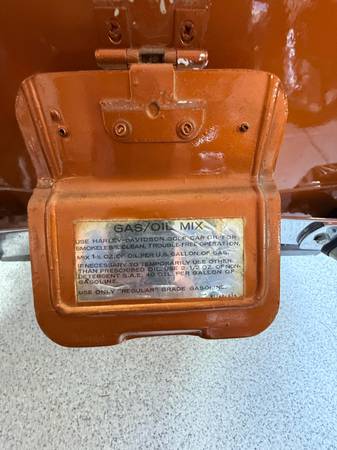 GAS/OIL MIX
USE HARLEY-DAVIDSON GOLF CAR OIL FOR
SMOKELESS, CLEAN, TROUBLE-FREE OPERATION.
MIX 1-⅗ OZ. OF OIL PER U.S. GALLON OF GAS.
IF NECESSARY TO TEMPORARILY USE OTHER
THAN PRESCRIBED OIL, USE 2-1/2 OZ. OF NON-
DETERGENT S.A.E. 40 OIL PER GALLON OF
GASOLINE.
USE ONLY "REGULAR" GRADE GASOLINE.